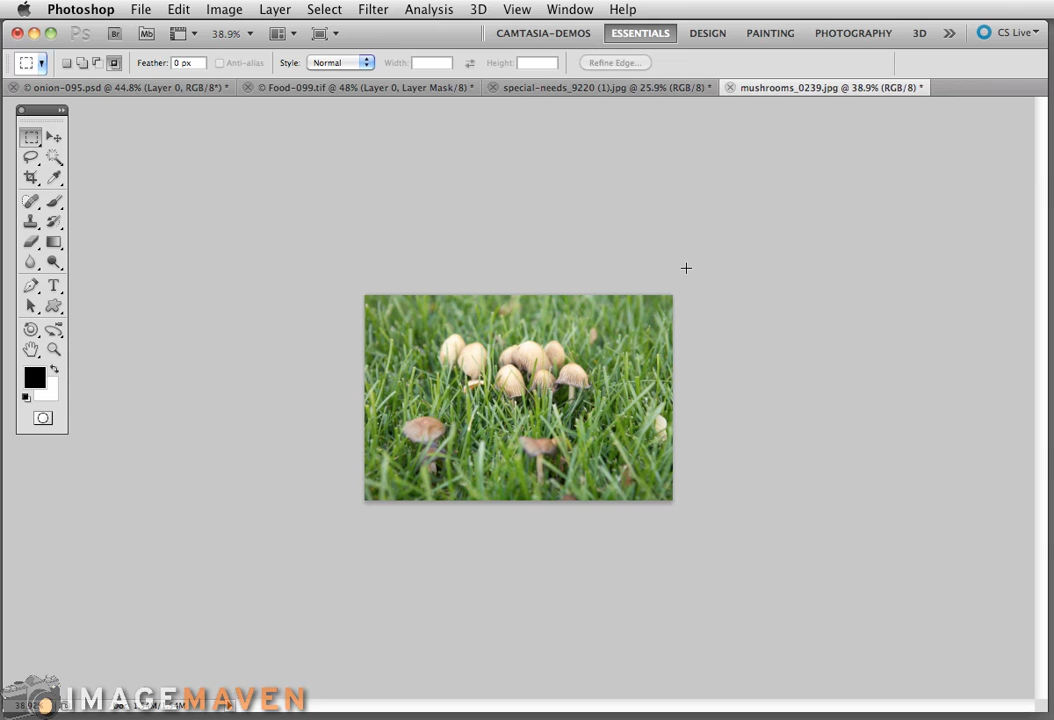 Photoshop File Edit Image Layer Select Filter Analysis 3D View Window Help
Ps Br Mb 38.9% CAMTASIA-DEMOS ESSENTIALS DESIGN PAINTING PHOTOGRAPHY 3D CS Live
Feather: 0 px Anti-alias Style: Normal Width: Height: Refine Edge...
© onion-095.psd @ 44.8% (Layer 0, RGB/8*) * © Food-099.tif @ 48% (Layer 0, Layer Mask/8) * special-needs_9220 (1).jpg @ 25.9% (RGB/8) * mushrooms_0239.jpg @ 38.9% (RGB/8) *
T
IMAGEMAVEN